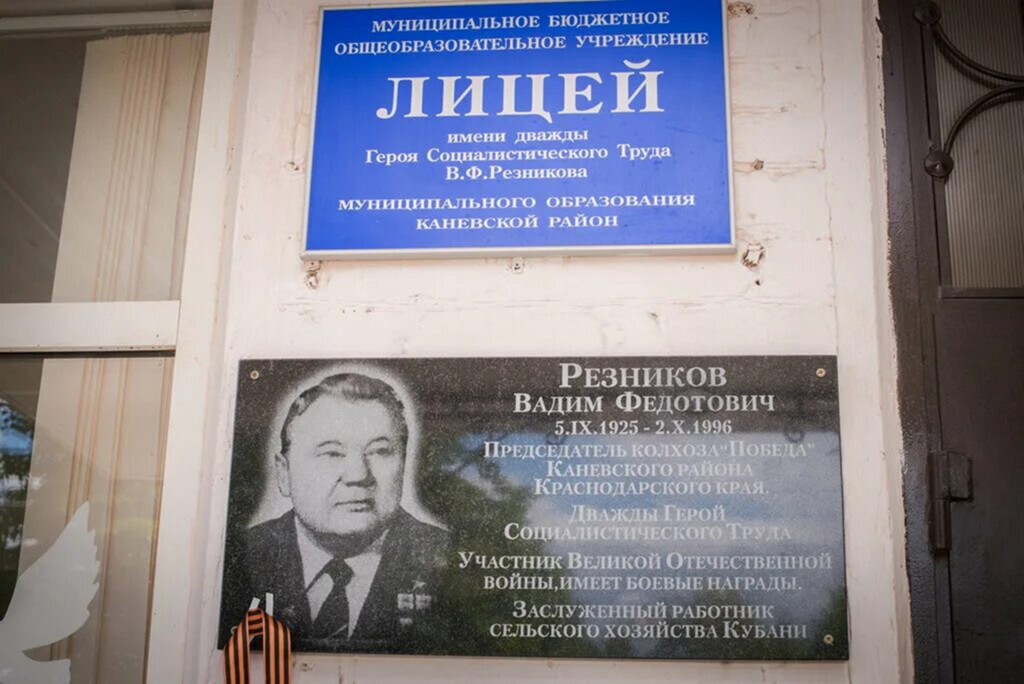 МУНИЦИПАЛЬНОЕ БЮДЖЕТНОЕ
ОБЩЕОБРАЗОВАТЕЛЬНОЕ УЧРЕЖДЕНИЕ
ЛИЦЕЙ
имени дважды
Героя Социалистического Труда
В.Ф.Резникова
МУНИЦИПАЛЬНОГО ОБРАЗОВАНИЯ
КАНЕВСКОЙ РАЙОН
РЕЗНИКОВ
ВАДИМ ФЕДОТОВИЧ
5.IX.1925 - 2.X.1996
ПРЕДСЕДАТЕЛЬ КОЛХОЗА "ПОБЕДА"
КАНЕВСКОГО РАЙОНА
КРАСНОДАРСКОГО КРАЯ.
ДВАЖДЫ ГЕРОЙ
СОЦИАЛИСТИЧЕСКОГО ТРУДА
УЧАСТНИК ВЕЛИКОЙ ОТЕЧЕСТВЕННОЙ
ВОЙНЫ, ИМЕЕТ БОЕВЫЕ НАГРАДЫ.
ЗАСЛУЖЕННЫЙ РАБОТНИК
СЕЛЬСКОГО ХОЗЯЙСТВА КУБАНИ